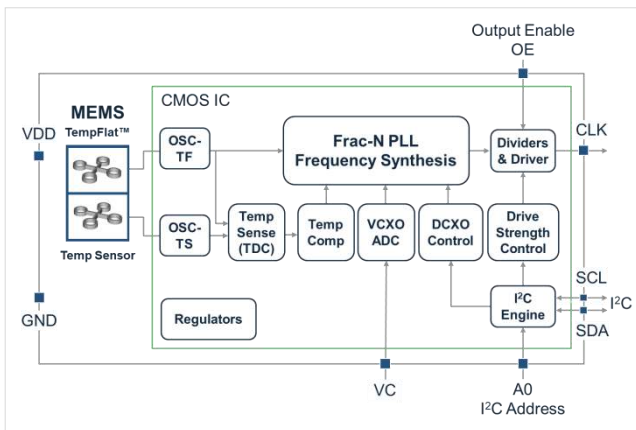 Output Enable
OE
CMOS IC
MEMS
TempFlat™
VDD
OSC-
TF
Frac-N PLL
Frequency Synthesis
Dividers
& Driver
CLK
OSC-
TS
Temp
Sense
(TDC)
Temp
Comp
VCXO
ADC
DCXO
Control
Drive
Strength
Control
Temp Sensor
SCL
I²C
SDA
I²C
Engine
GND
Regulators
VC
A0
I²C Address